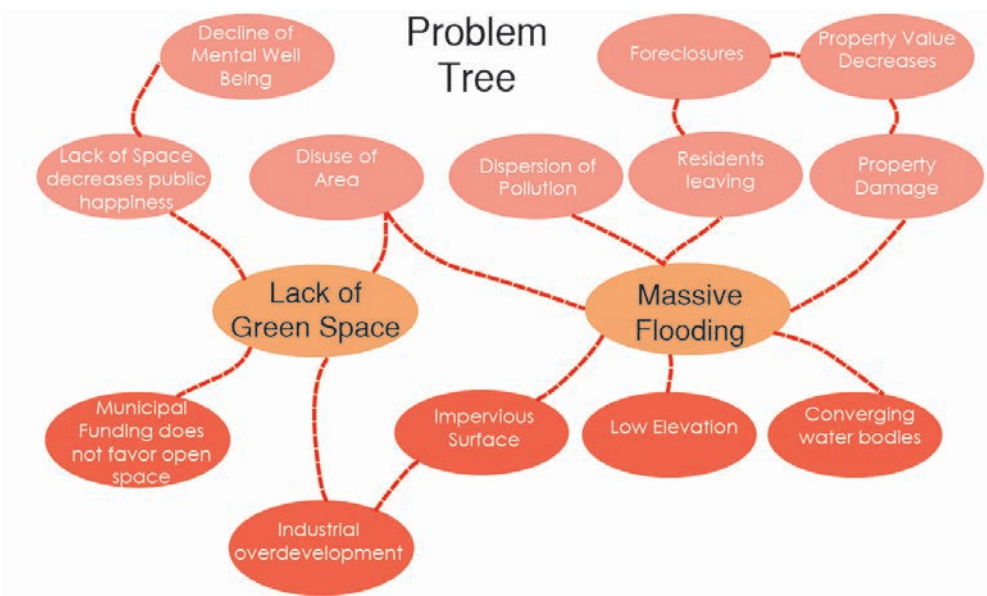 Problem
Tree
Decline of
Mental Well
Being
Foreclosures
Property Value
Decreases
Lack of Space
decreases public
happiness
Disuse of
Area
Dispersion of
Pollution
Residents
leaving
Property
Damage
Lack of
Green Space
Massive
Flooding
Municipal
Funding does
not favor open
space
Impervious
Surface
Low Elevation
Converging
water bodies
Industrial
overdevelopment